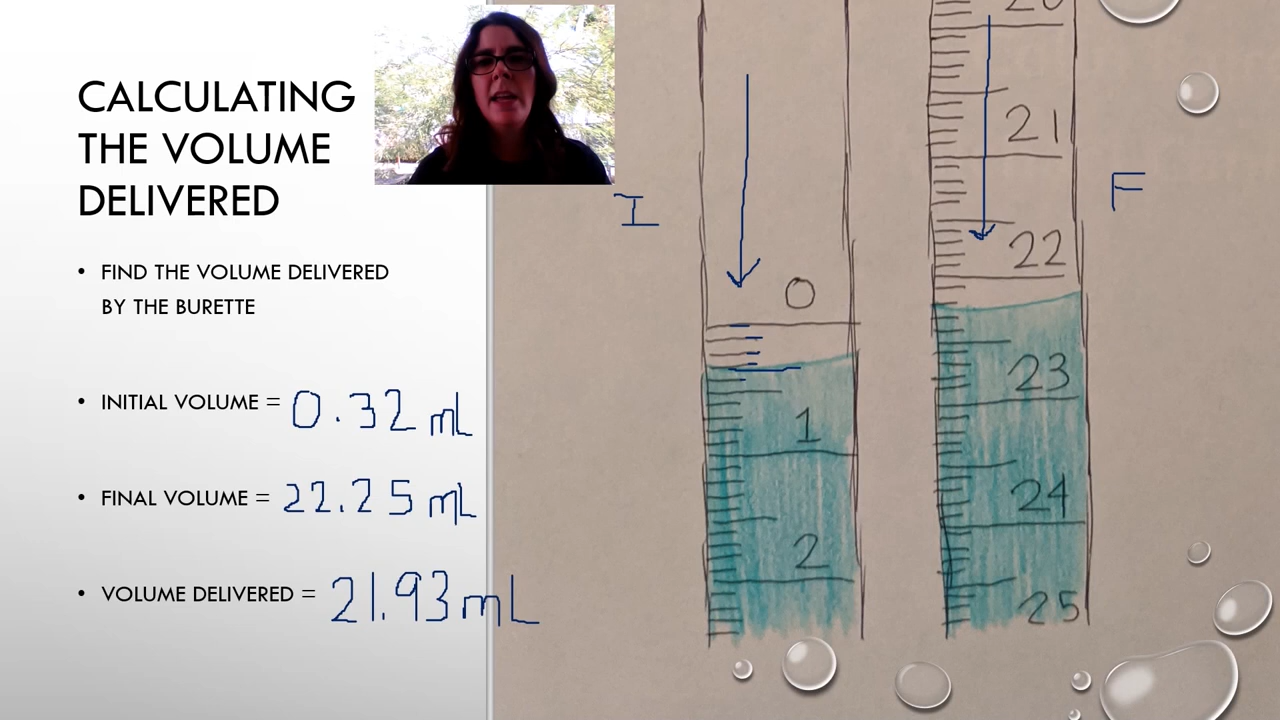 CALCULATING
THE VOLUME
DELIVERED
• FIND THE VOLUME DELIVERED
BY THE BURETTE
• INITIAL VOLUME = 0.32 mL
• FINAL VOLUME = 22.25 mL
• VOLUME DELIVERED = 21.93 mL
I
0
1
2
20
21
22
23
24
25
F